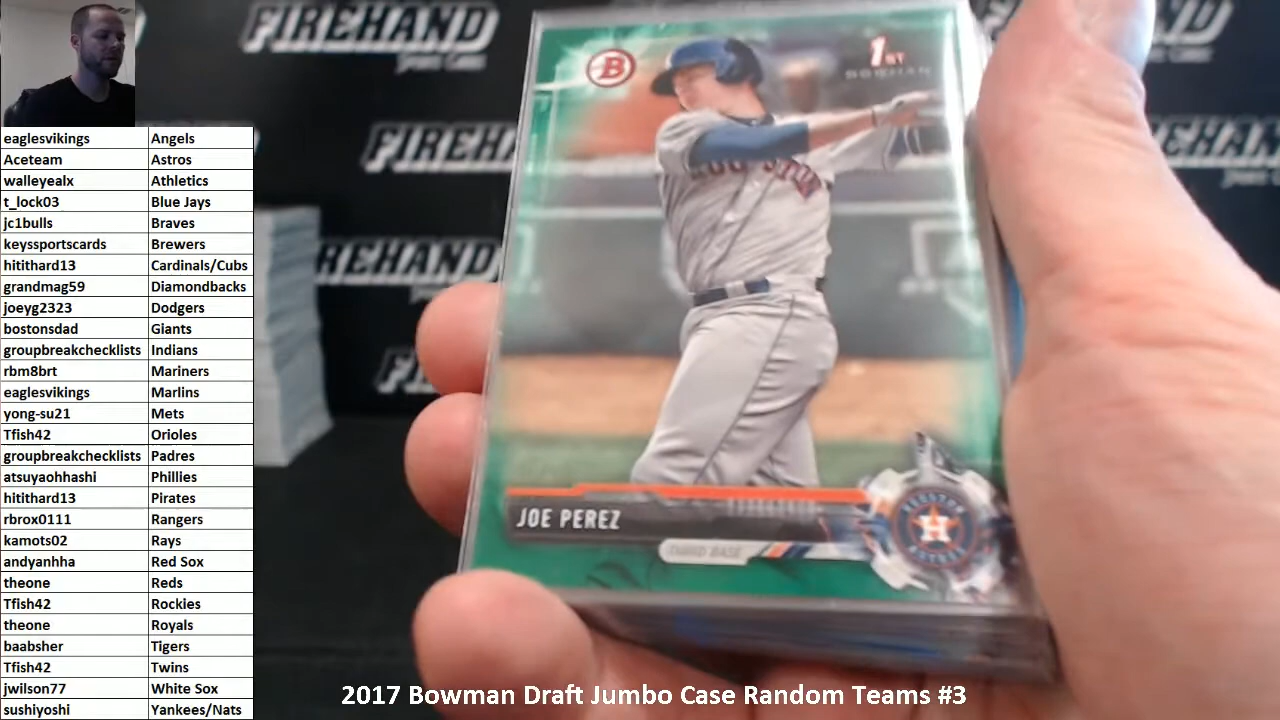 FIREHAND
FIREHAND
FIREHAND
eaglesvikings Angels
Aceteam Astros
walleyealx Athletics
t_lock03 Blue Jays
jc1bulls Braves
keyssportscards Brewers
hitithard13 Cardinals/Cubs
grandmag59 Diamondbacks
joeyg2323 Dodgers
bostonsdad Giants
groupbreakchecklists Indians
rbm8brt Mariners
eaglesvikings Marlins
yong-su21 Mets
Tfish42 Orioles
groupbreakchecklists Padres
atsuyaohhashi Phillies
hitithard13 Pirates
rbrox0111 Rangers
kamots02 Rays
andyanhha Red Sox
theone Reds
Tfish42 Rockies
theone Royals
baabsher Tigers
Tfish42 Twins
jwilson77 White Sox
sushiyoshi Yankees/Nats
B
1ST
BOWMAN
JOE PEREZ
THIRD BASE
H
2017 Bowman Draft Jumbo Case Random Teams #3